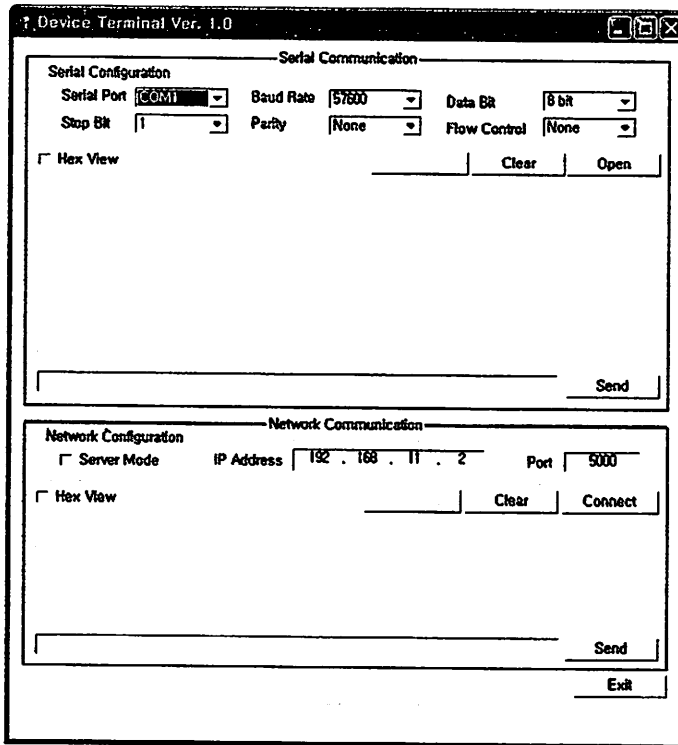 Device Terminal Ver. 1.0
Serial Communication
Serial Configuration
Serial Port COM1 Baud Rate 57600 Data Bit 8 bit
Stop Bit 1 Parity None Flow Control None
Hex View Clear Open
Send
Network Communication
Network Configuration
Server Mode IP Address 192 . 168 . 11 . 2 Port 5000
Hex View Clear Connect
Send
Exit